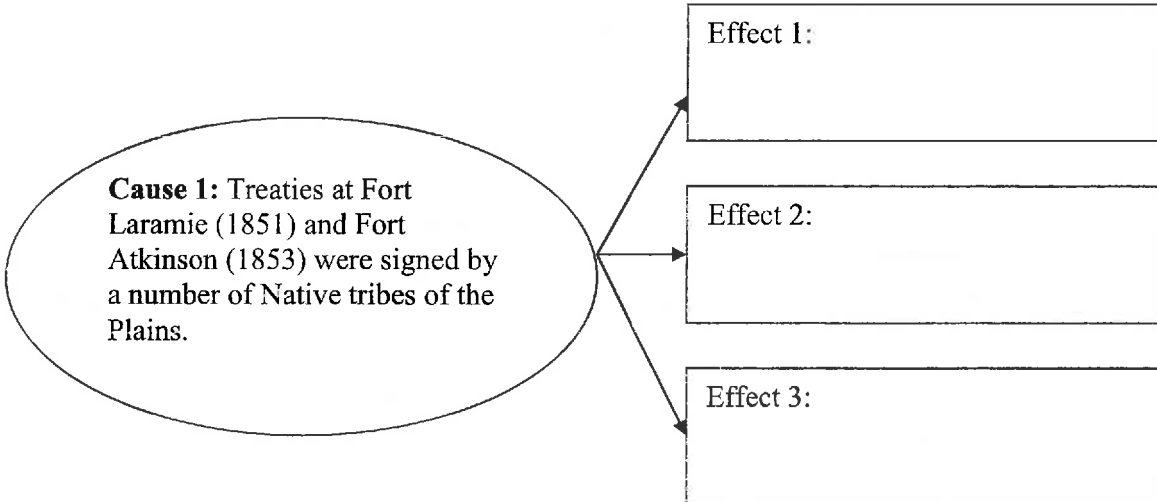 Effect 1:
Cause 1: Treaties at Fort
Laramie (1851) and Fort
Atkinson (1853) were signed by
a number of Native tribes of the
Plains.
Effect 2:
Effect 3: